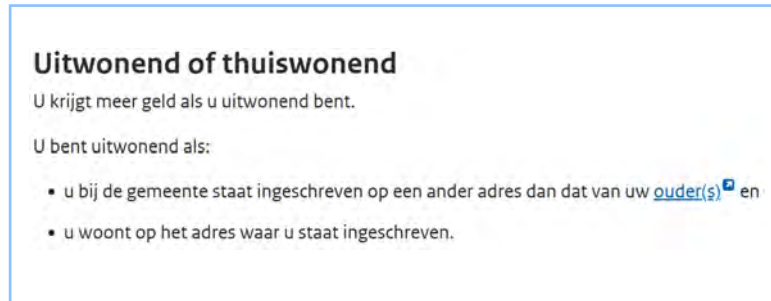 Uitwonend of thuiswonend
U krijgt meer geld als u uitwonend bent.
U bent uitwonend als:
• u bij de gemeente staat ingeschreven op een ander adres dan dat van uw ouder(s) en
• u woont op het adres waar u staat ingeschreven.